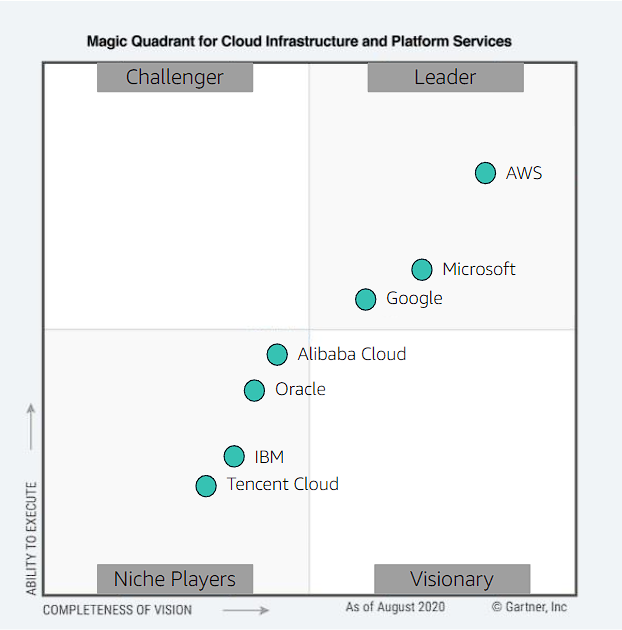 Magic Quadrant for Cloud Infrastructure and Platform Services
Challenger
Leader
AWS
Microsoft
Google
Alibaba Cloud
Oracle
IBM
Tencent Cloud
ABILITY TO EXECUTE
Niche Players
Visionary
COMPLETENESS OF VISION
As of August 2020
© Gartner, Inc